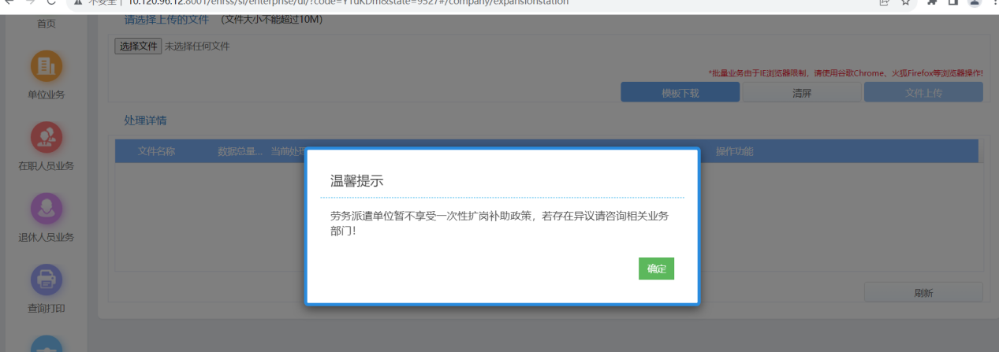 不安全 | 10.120.96.12:8001/ehrss/si/enterprise/ui/?code=YTuKDm&state=9527#/company/expansionstation
首页
请选择上传的文件 (文件大小不能超过10M)
选择文件 未选择任何文件
*批量业务由于IE浏览器限制，请使用谷歌Chrome、火狐Firefox等浏览器操作!
模板下载 清屏 文件上传
单位业务
处理详情
文件名称 数据总量... 当前处理 操作功能
在职人员业务
温馨提示
劳务派遣单位暂不享受一次性扩岗补助政策，若存在异议请咨询相关业务
部门！
确定
退休人员业务
刷新
查询打印